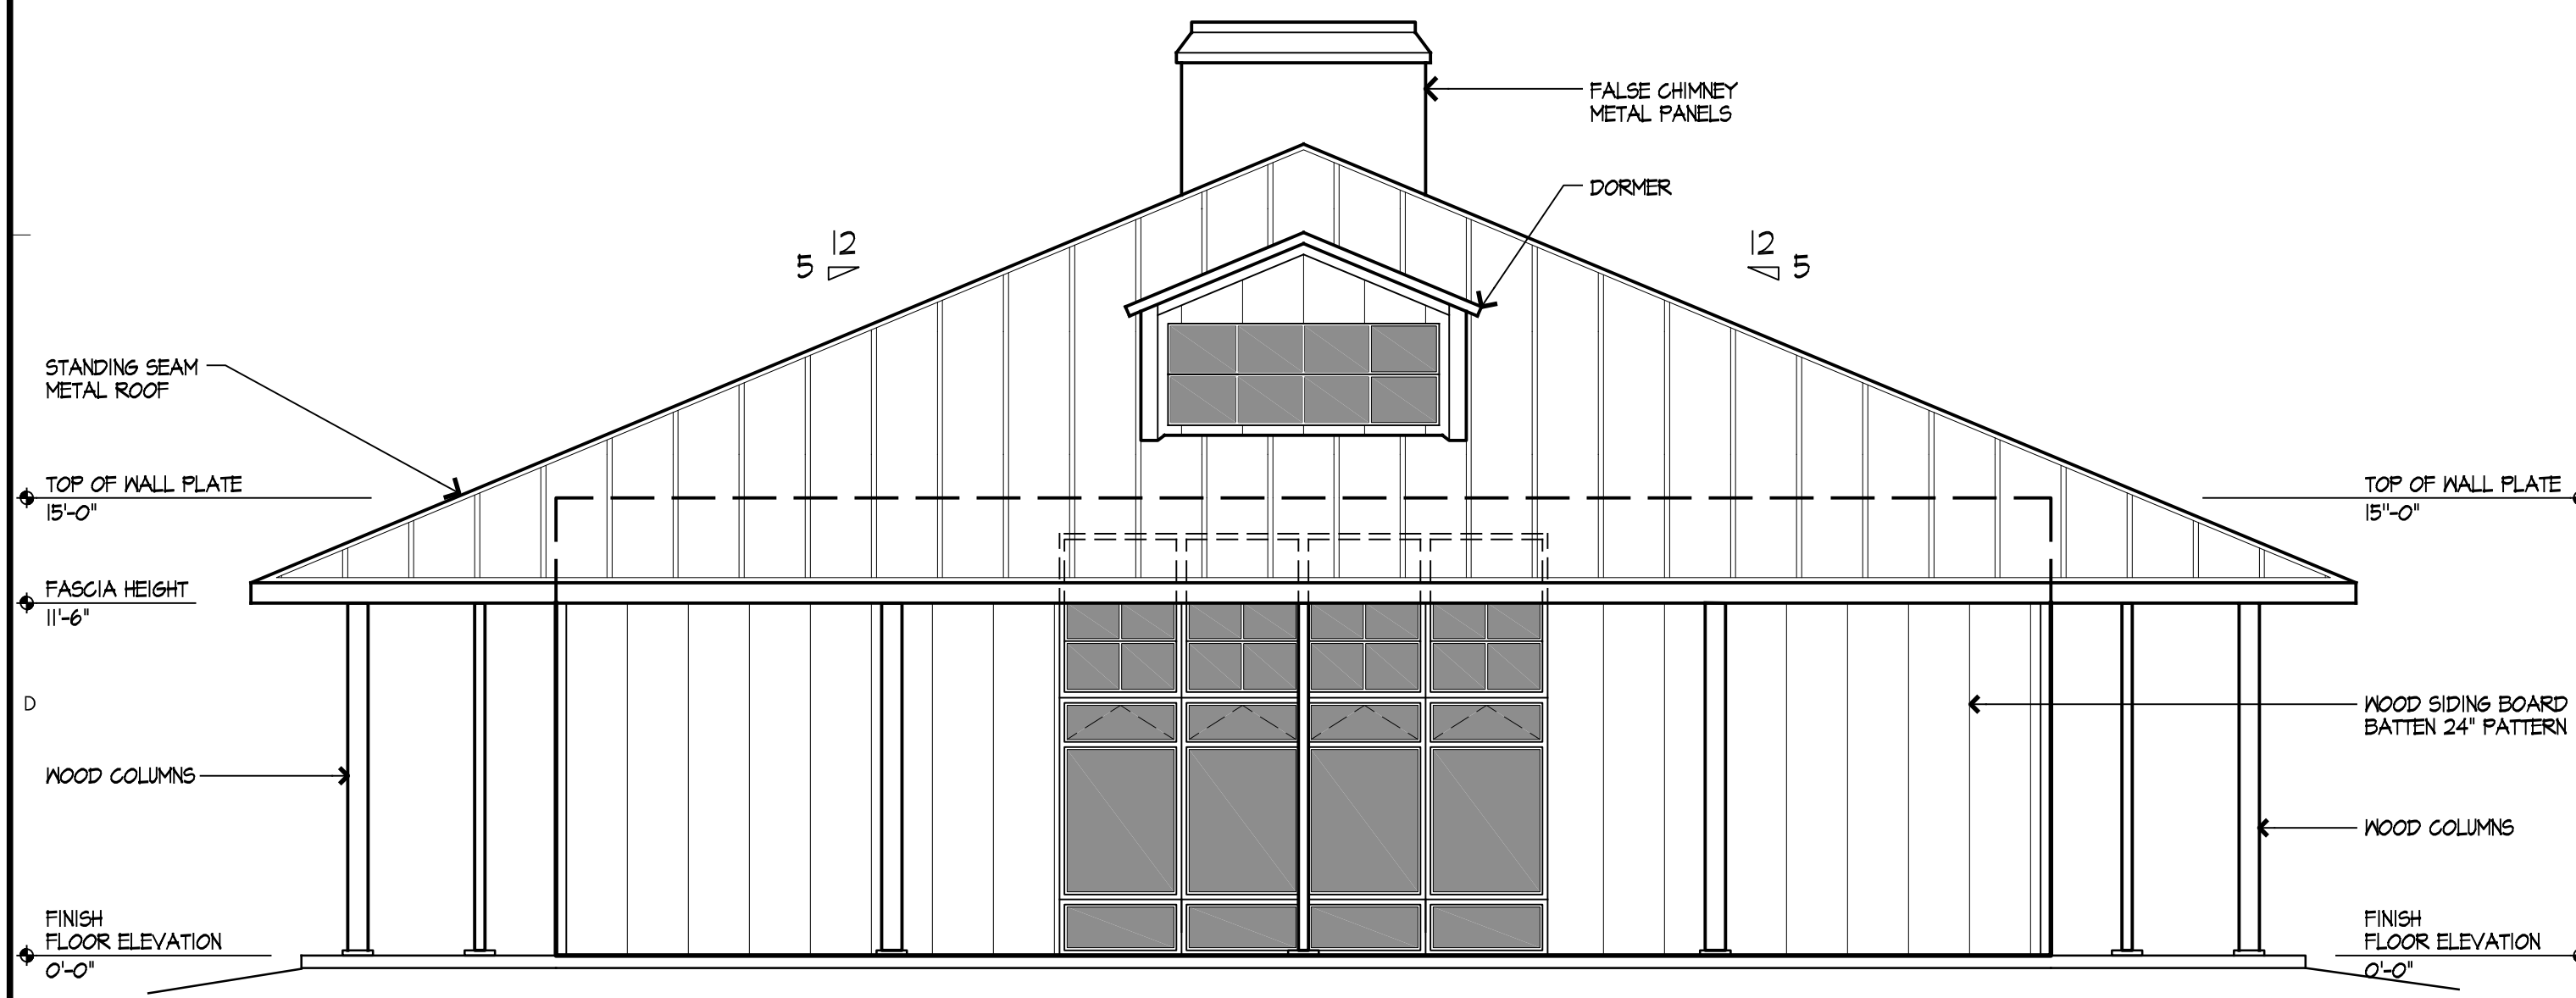 FALSE CHIMNEY
METAL PANELS
DORMER
12
5
12
5
STANDING SEAM
METAL ROOF
TOP OF WALL PLATE
15'-0"
TOP OF WALL PLATE
15"-0"
FASCIA HEIGHT
11'-6"
D
WOOD SIDING BOARD
BATTEN 24" PATTERN
WOOD COLUMNS
WOOD COLUMNS
FINISH
FLOOR ELEVATION
0'-0"
FINISH
FLOOR ELEVATION
0'-0"